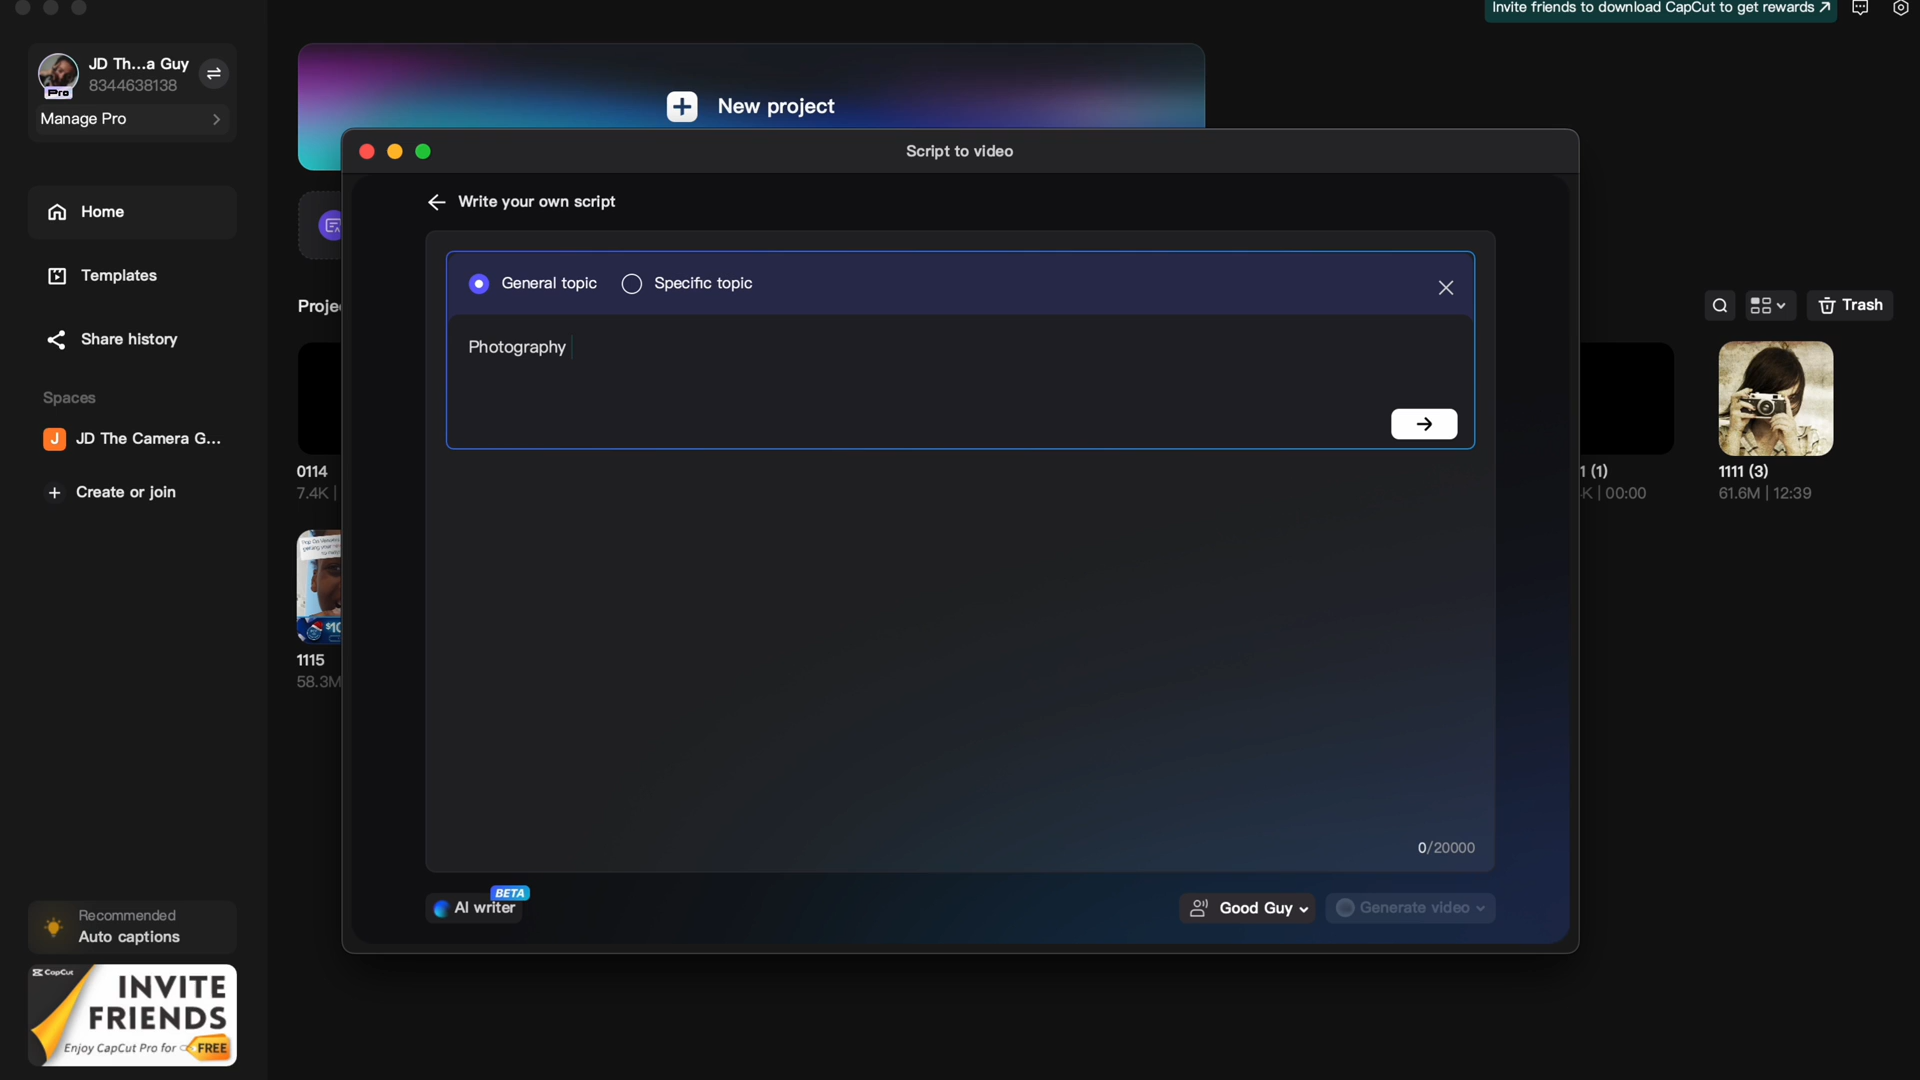 Invite friends to download CapCut to get rewards
JD Th...a Guy
8344638138
Pro
Manage Pro
New project
Script to video
Write your own script
Home
General topic
Specific topic
Templates
Photography
Projec
Trash
Share history
Spaces
J JD The Camera G...
Create or join
0114
7.4K
1 (1)
K | 00:00
1111 (3)
61.6M | 12:39
$10
1115
58.3M
0/20000
BETA
AI writer
Good Guy
Generate video
Recommended
Auto captions
CapCut
INVITE
FRIENDS
Enjoy CapCut Pro for FREE